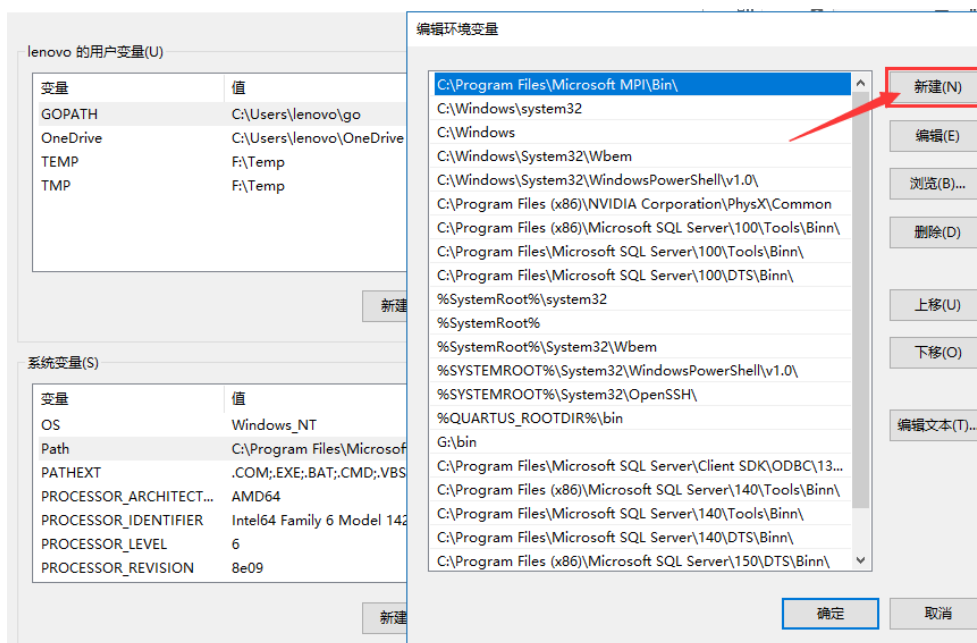 编辑环境变量
lenovo 的用户变量(U)
变量 值
GOPATH C:\Users\lenovo\go
OneDrive C:\Users\lenovo\OneDrive
TEMP F:\Temp
TMP F:\Temp
新建
系统变量(S)
变量 值
OS Windows_NT
Path C:\Program Files\Microsof
PATHEXT .COM;.EXE;.BAT;.CMD;.VBS
PROCESSOR_ARCHITECT... AMD64
PROCESSOR_IDENTIFIER Intel64 Family 6 Model 142
PROCESSOR_LEVEL 6
PROCESSOR_REVISION 8e09
新建
C:\Program Files\Microsoft MPI\Bin\
C:\Windows\system32
C:\Windows
C:\Windows\System32\Wbem
C:\Windows\System32\WindowsPowerShell\v1.0\
C:\Program Files (x86)\NVIDIA Corporation\PhysX\Common
C:\Program Files (x86)\Microsoft SQL Server\100\Tools\Binn\
C:\Program Files\Microsoft SQL Server\100\Tools\Binn\
C:\Program Files\Microsoft SQL Server\100\DTS\Binn\
%SystemRoot%\system32
%SystemRoot%
%SystemRoot%\System32\Wbem
%SYSTEMROOT%\System32\WindowsPowerShell\v1.0\
%SYSTEMROOT%\System32\OpenSSH\
%QUARTUS_ROOTDIR%\bin
G:\bin
C:\Program Files\Microsoft SQL Server\Client SDK\ODBC\13...
C:\Program Files (x86)\Microsoft SQL Server\140\Tools\Binn\
C:\Program Files\Microsoft SQL Server\140\Tools\Binn\
C:\Program Files\Microsoft SQL Server\140\DTS\Binn\
C:\Program Files (x86)\Microsoft SQL Server\150\DTS\Binn\
新建(N)
编辑(E)
浏览(B)...
删除(D)
上移(U)
下移(O)
编辑文本(T)...
确定
取消